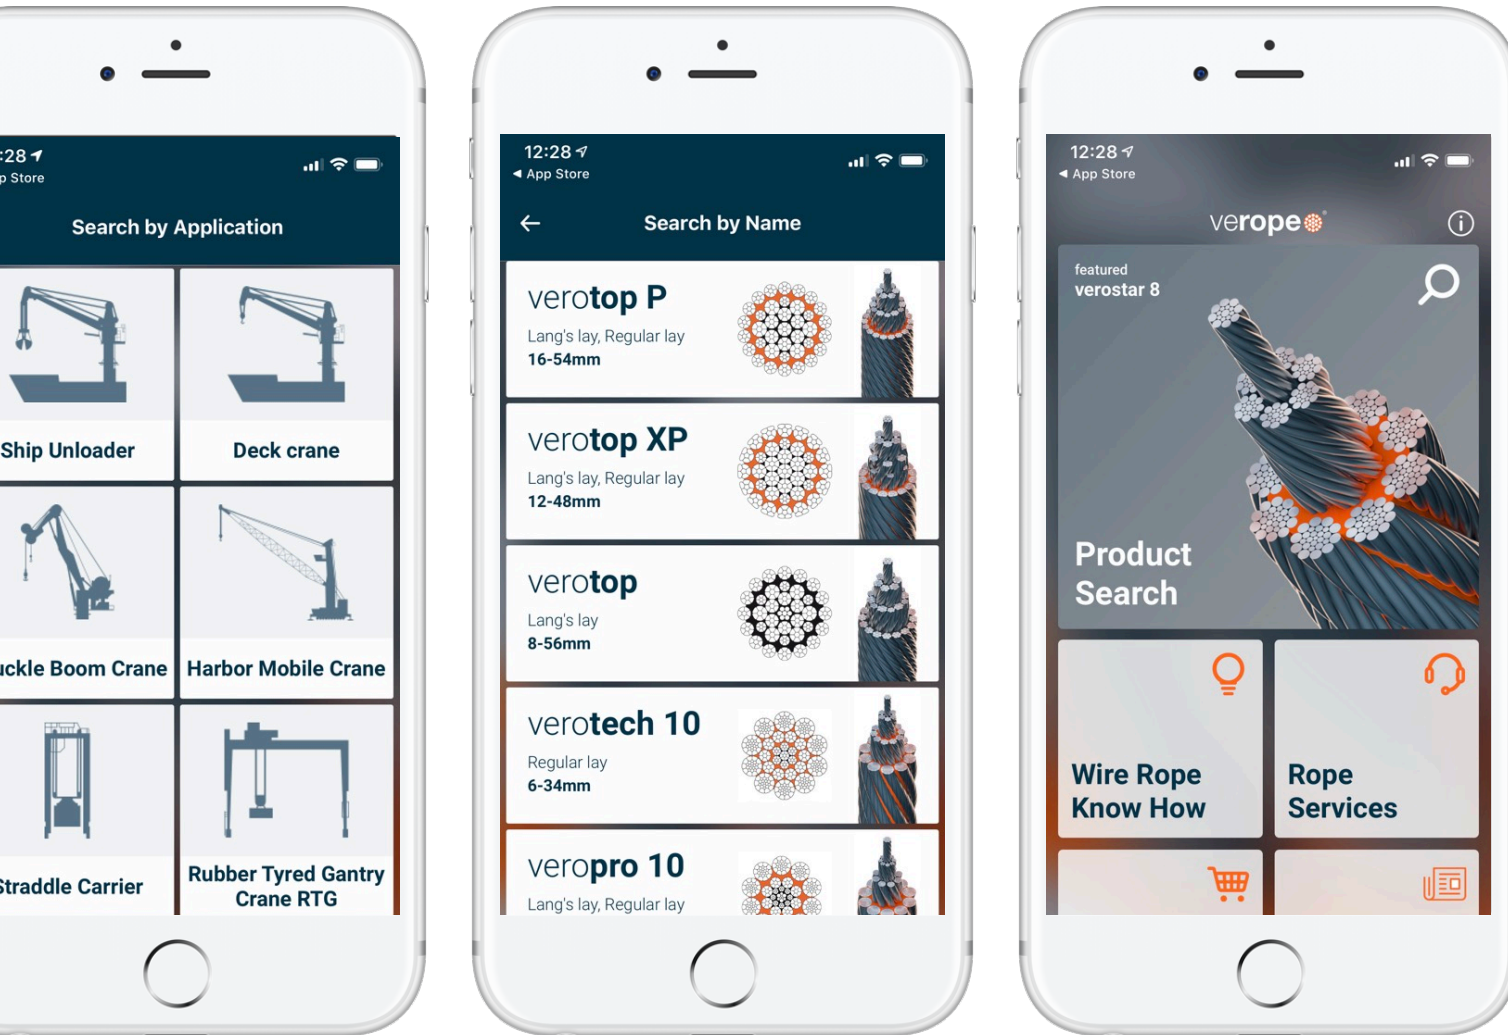 :28
p Store
Search by Application
Ship Unloader
Deck crane
uckle Boom Crane
Harbor Mobile Crane
Straddle Carrier
Rubber Tyred Gantry
Crane RTG
12:28
App Store
Search by Name
verotop P
Lang's lay, Regular lay
16-54mm
verotop XP
Lang's lay, Regular lay
12-48mm
verotop
Lang's lay
8-56mm
verotech 10
Regular lay
6-34mm
veropro 10
Lang's lay, Regular lay
12:28
App Store
verope
featured
verostar 8
Product
Search
Wire Rope
Know How
Rope
Services